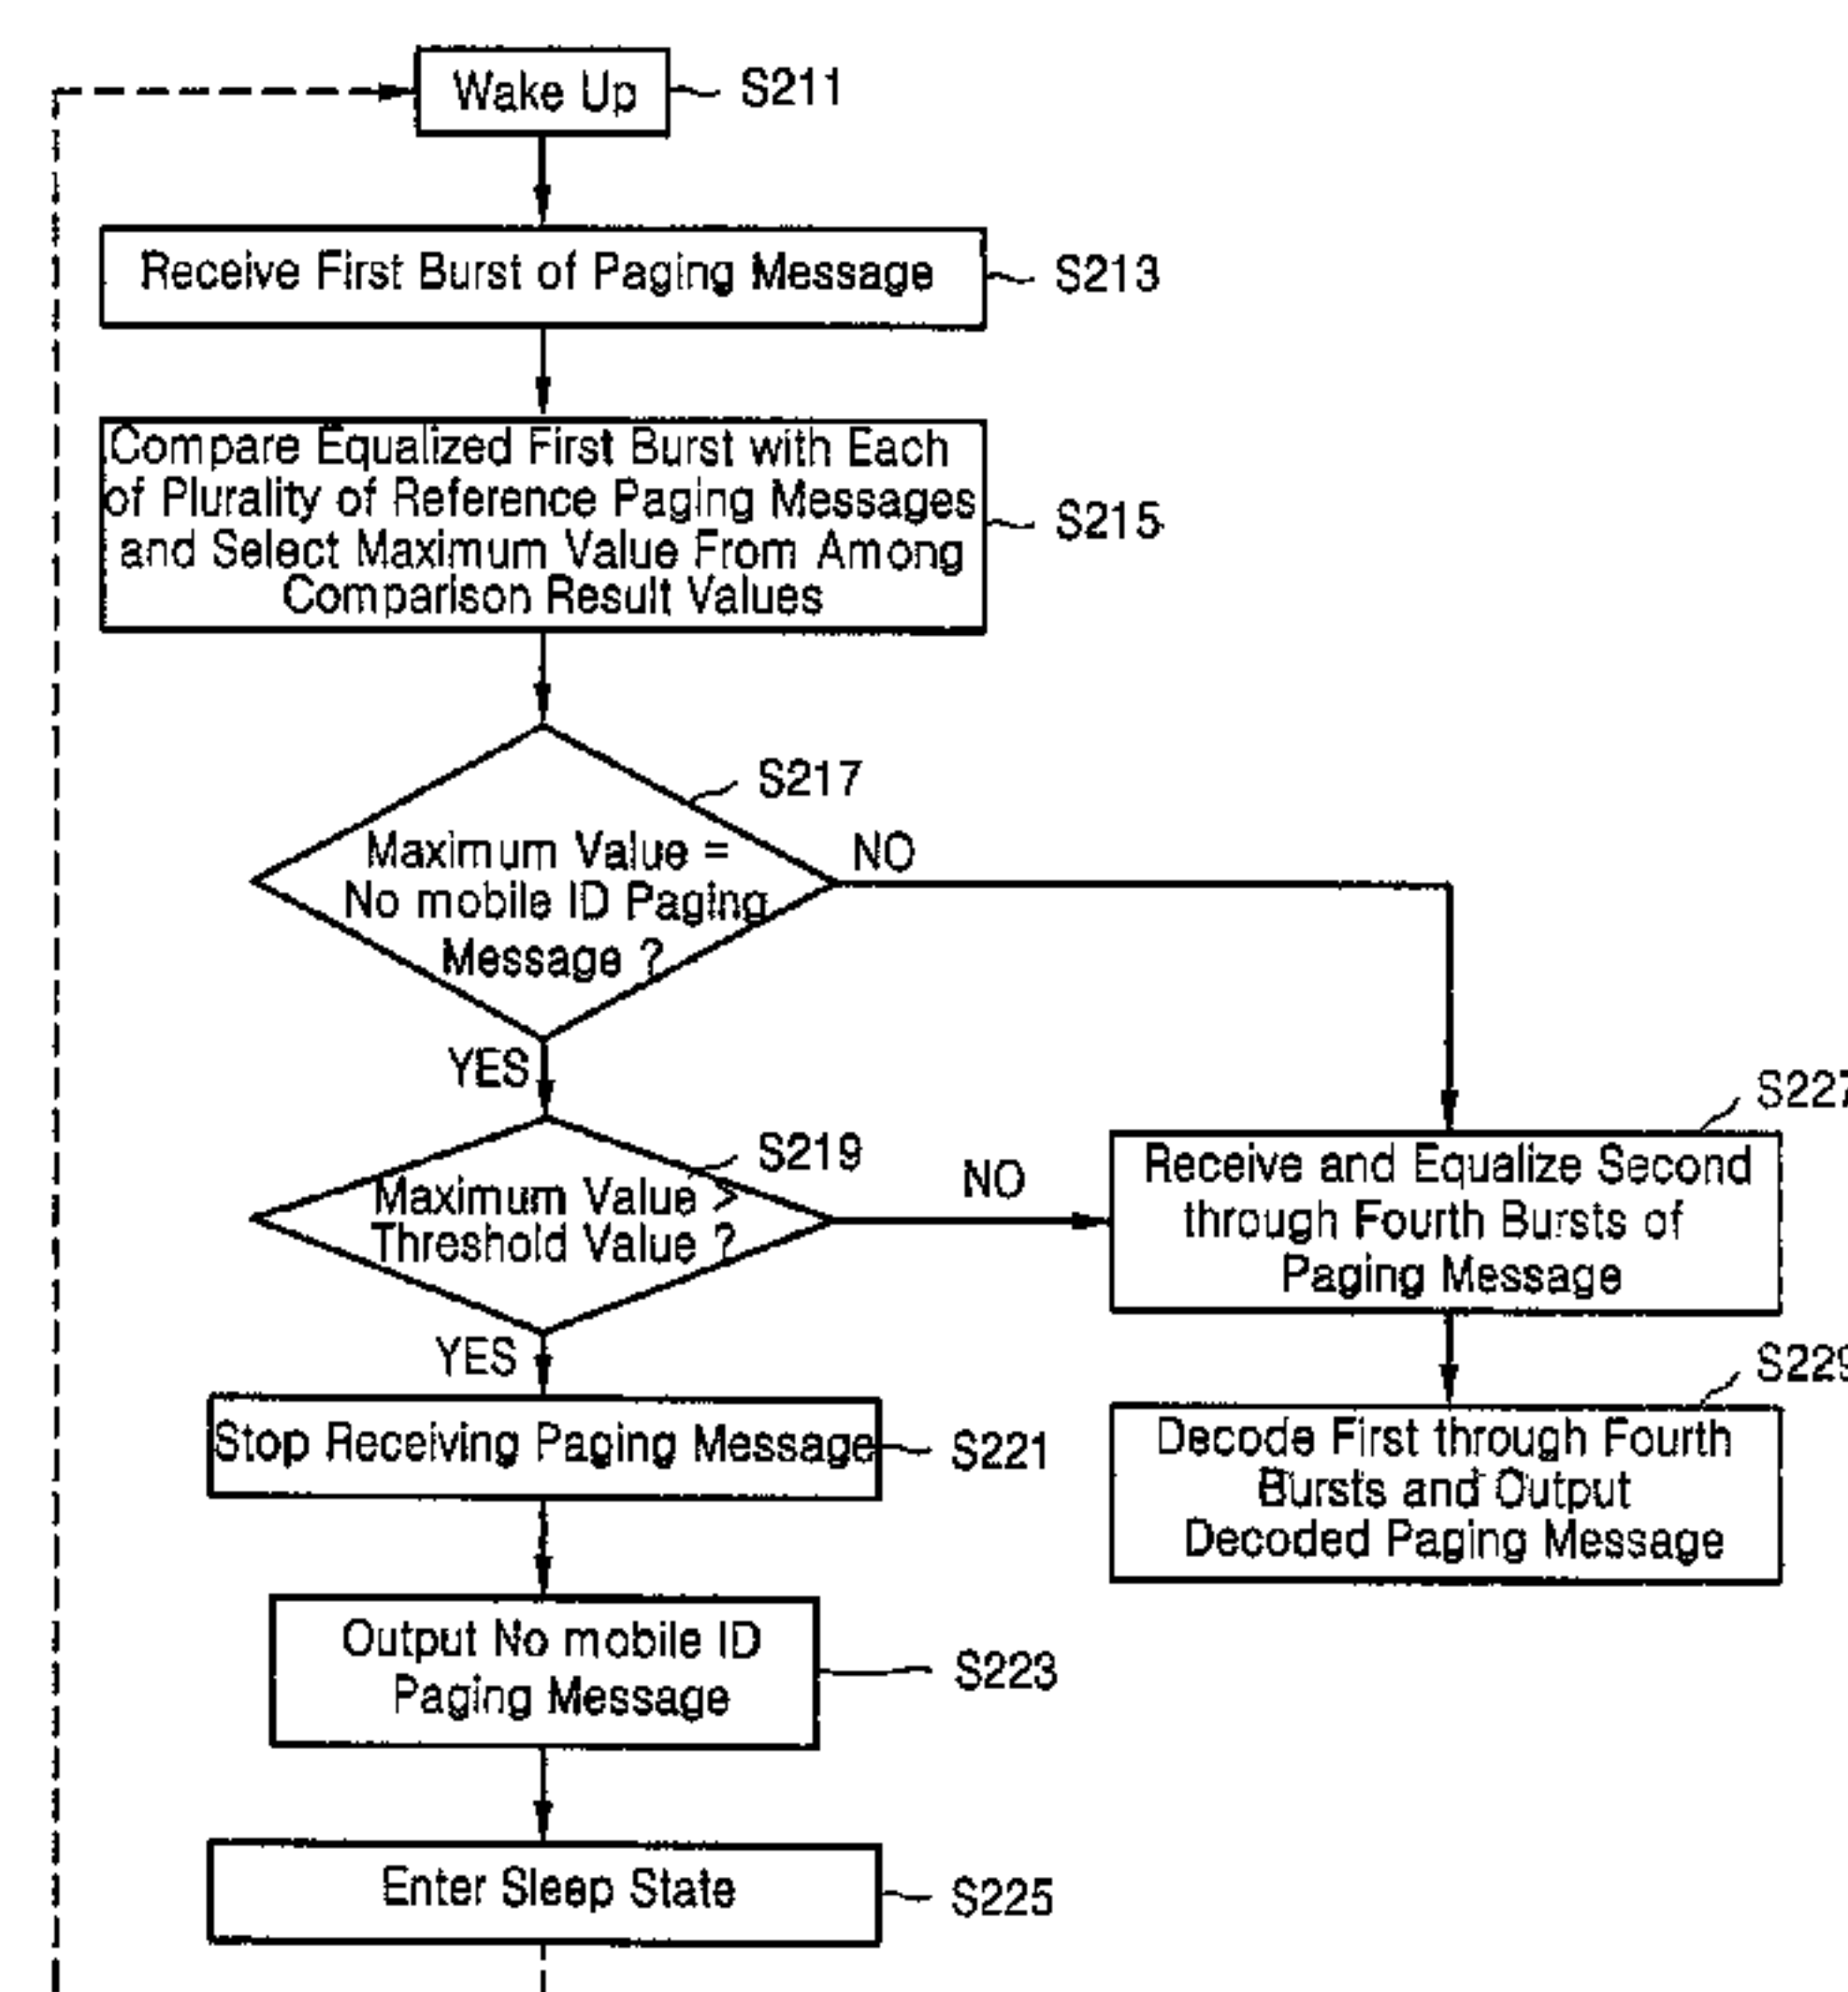 Wake Up
S211
Receive First Burst of Paging Message
S213
Compare Equalized First Burst with Each
of Plurality of Reference Paging Messages
and Select Maximum Value From Among
Comparison Result Values
S215
S217
Maximum Value =
No mobile ID Paging
Message ?
NO
YES
S219
Maximum Value >
Threshold Value ?
NO
YES
S227
Receive and Equalize Second
through Fourth Bursts of
Paging Message
S229
Decode First through Fourth
Bursts and Output
Decoded Paging Message
Stop Receiving Paging Message
S221
Output No mobile ID
Paging Message
S223
Enter Sleep State
S225